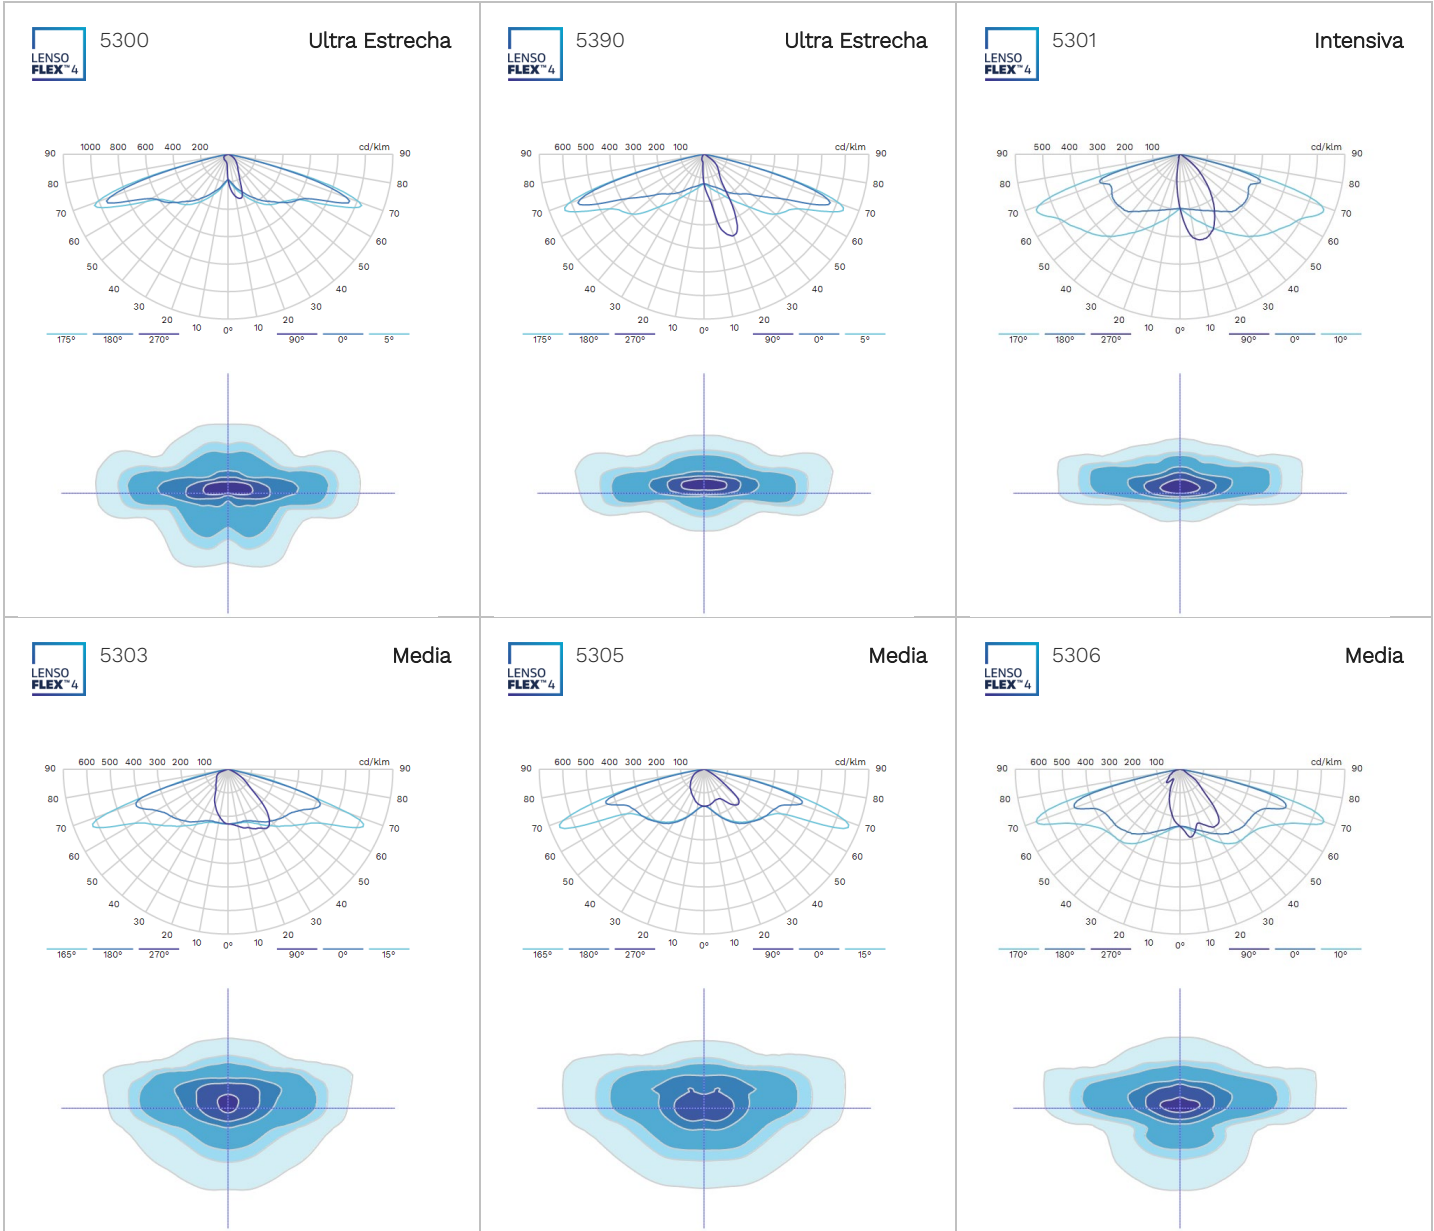 LENSO
FLEX™4
5300
Ultra Estrecha
1000 800 600 400 200 cd/klm
90 90
80 80
70 70
60 60
50 50
40 40
30 30
20 10 0° 10 20
175° 180° 270° 90° 0° 5°
LENSO
FLEX™4
5390
Ultra Estrecha
600 500 400 300 200 100 cd/klm
90 90
80 80
70 70
60 60
50 50
40 40
30 30
20 10 0° 10 20
175° 180° 270° 90° 0° 5°
LENSO
FLEX™4
5301
Intensiva
500 400 300 200 100 cd/klm
90 90
80 80
70 70
60 60
50 50
40 40
30 30
20 10 0° 10 20
170° 180° 270° 90° 0° 10°
LENSO
FLEX™4
5303
Media
600 500 400 300 200 100 cd/klm
90 90
80 80
70 70
60 60
50 50
40 40
30 30
20 10 0° 10 20
165° 180° 270° 90° 0° 15°
LENSO
FLEX™4
5305
Media
600 500 400 300 200 100 cd/klm
90 90
80 80
70 70
60 60
50 50
40 40
30 30
20 10 0° 10 20
165° 180° 270° 90° 0° 15°
LENSO
FLEX™4
5306
Media
600 500 400 300 200 100 cd/klm
90 90
80 80
70 70
60 60
50 50
40 40
30 30
20 10 0° 10 20
170° 180° 270° 90° 0° 10°